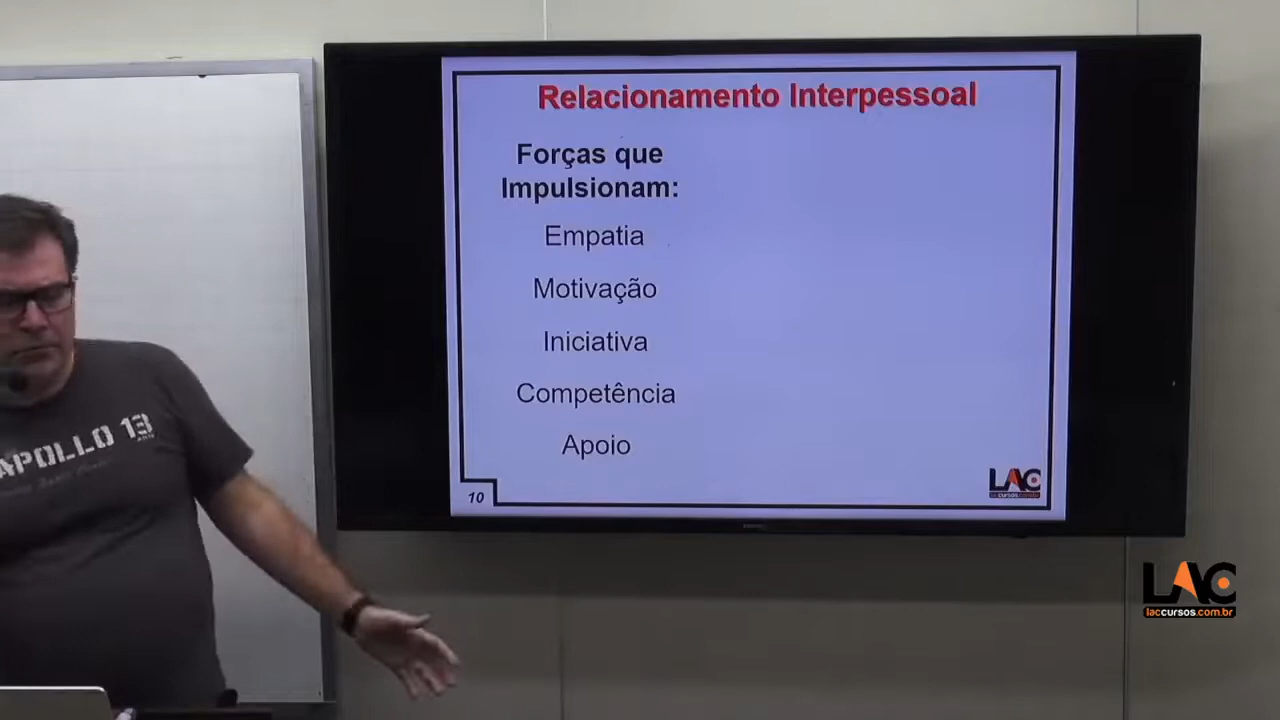 Relacionamento Interpessoal
Forças que
Impulsionam:
Empatia
Motivação
Iniciativa
Competência
Apoio
10
LAC
APOLLO 13
LAC
laccursos.com.br